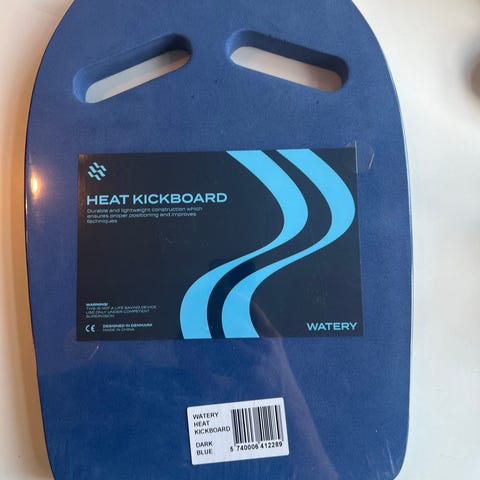 HEAT KICKBOARD
Durable and lightweight construction which
ensures proper positioning and improves
techniques
WARNING!
THIS IS NOT A LIFE SAVING DEVICE
USE ONLY UNDER COMPETENT
SUPERVISION
CE
DESIGNED IN DENMARK
MADE IN CHINA
WATERY
WATERY
HEAT
KICKBOARD
DARK
BLUE
5 740006 412289